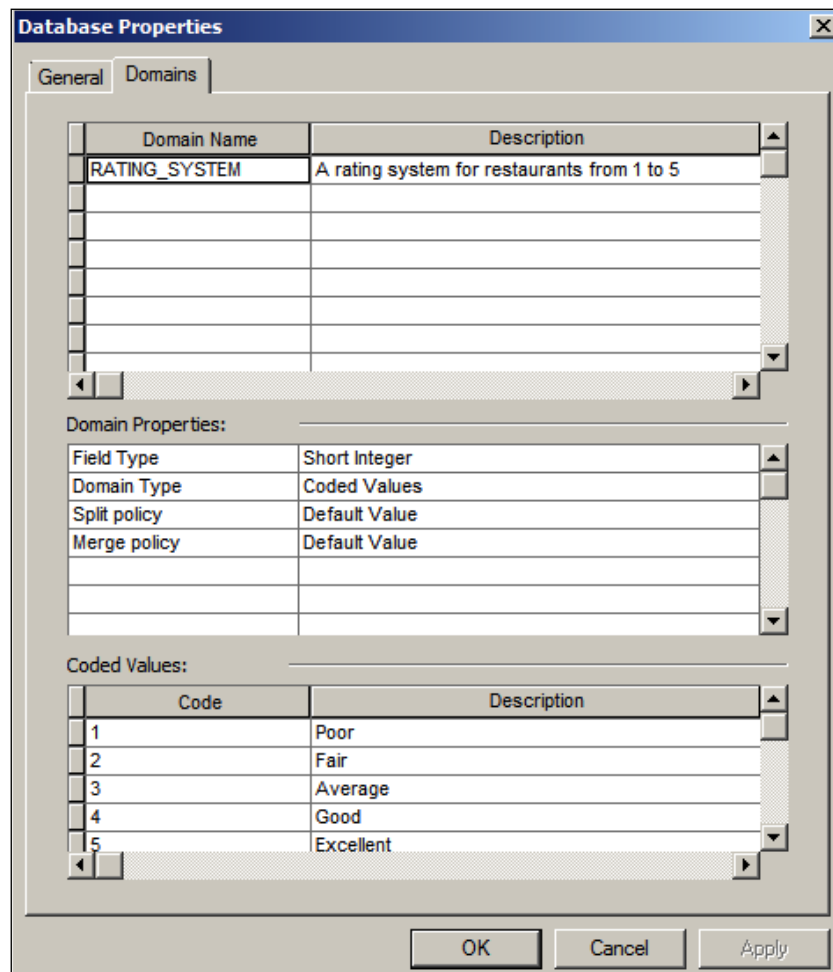 Database Properties
General Domains
Domain Name Description
RATING_SYSTEM A rating system for restaurants from 1 to 5
Domain Properties:
Field Type Short Integer
Domain Type Coded Values
Split policy Default Value
Merge policy Default Value
Coded Values:
Code Description
1 Poor
2 Fair
3 Average
4 Good
5 Excellent
OK Cancel Apply